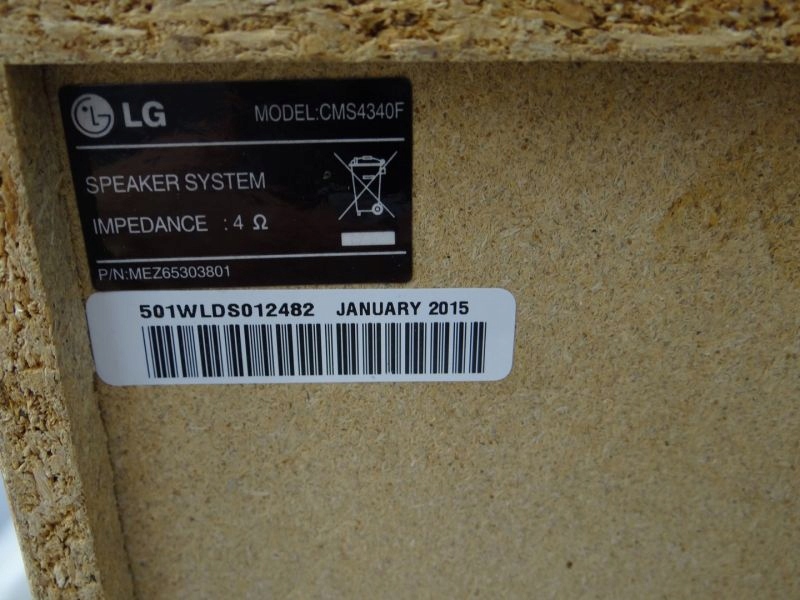 LG MODEL:CMS4340F
SPEAKER SYSTEM
IMPEDANCE : 4 Ω
P/N:MEZ65303801
501WLDS012482 JANUARY 2015